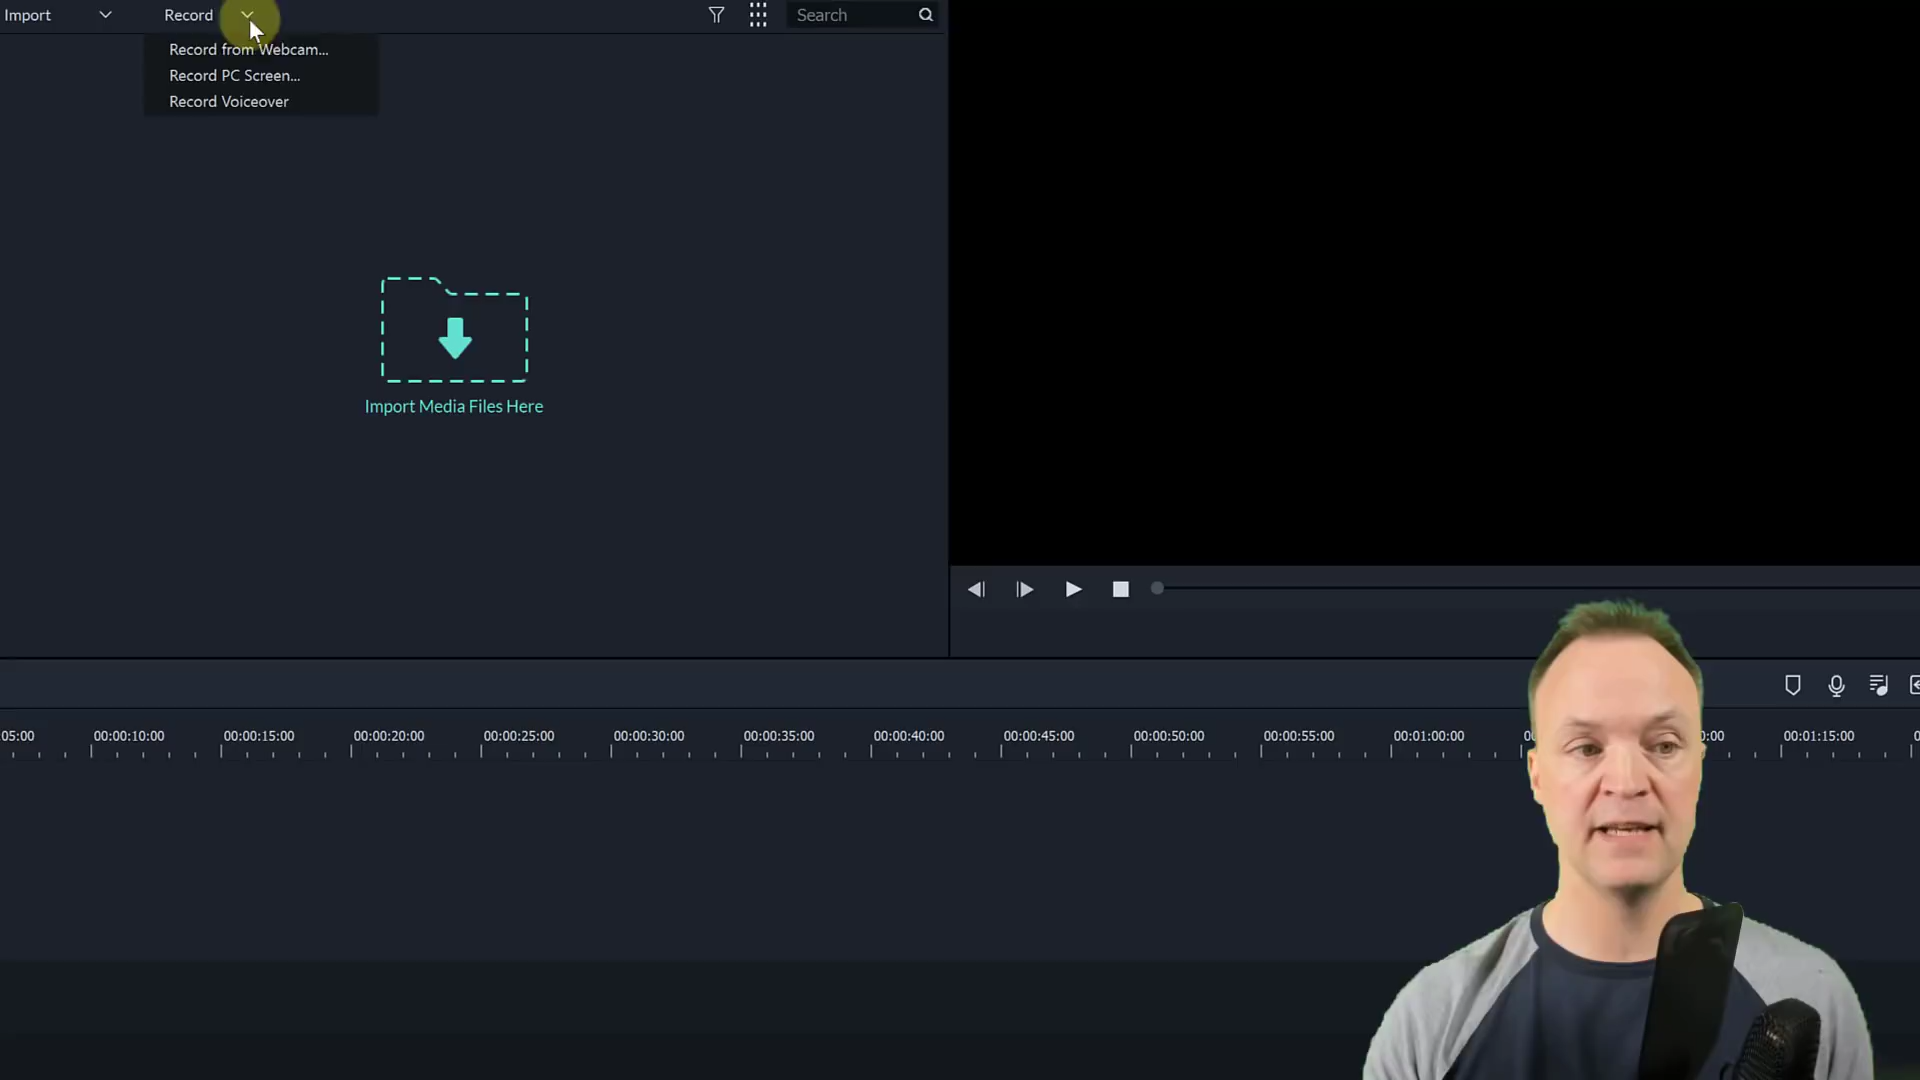 Import
Record
Search
Record from Webcam...
Record PC Screen...
Record Voiceover
Import Media Files Here
05:00 00:00:10:00 00:00:15:00 00:00:20:00 00:00:25:00 00:00:30:00 00:00:35:00 00:00:40:00 00:00:45:00 00:00:50:00 00:00:55:00 00:01:00:00 0:00 00:01:15:00